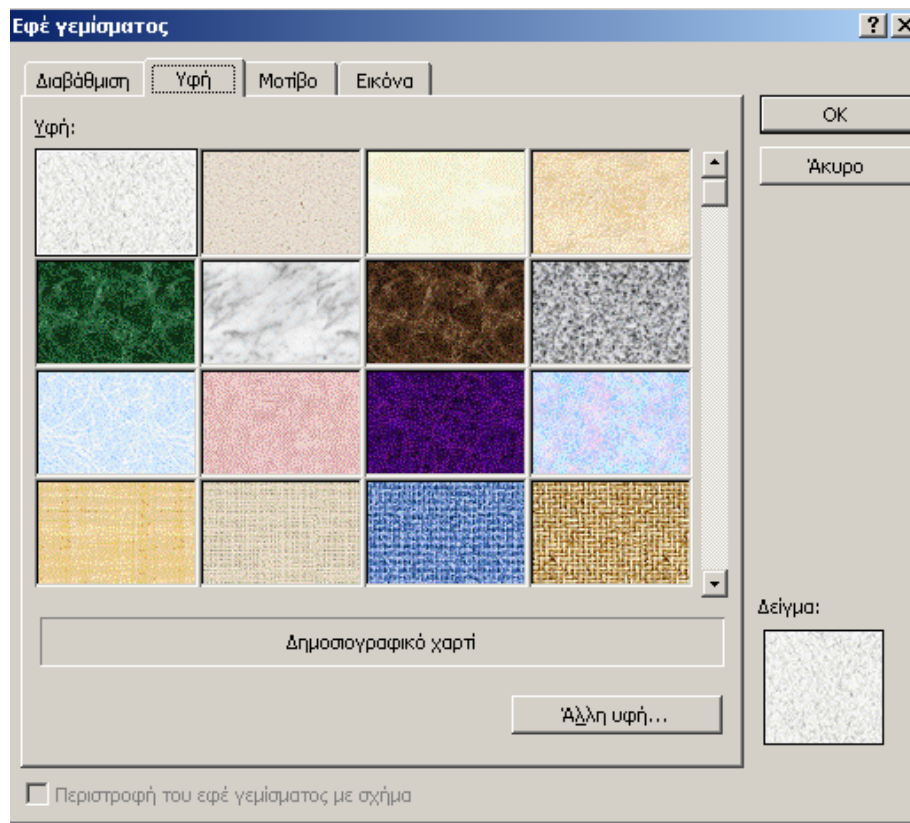 Εφέ γεμίσματος
Διαβάθμιση Υφή Μοτίβο Εικόνα
Υφή:
OK
Άκυρο
Δείγμα:
Δημοσιογραφικό χαρτί
Άλλη υφή...
Περιστροφή του εφέ γεμίσματος με σχήμα